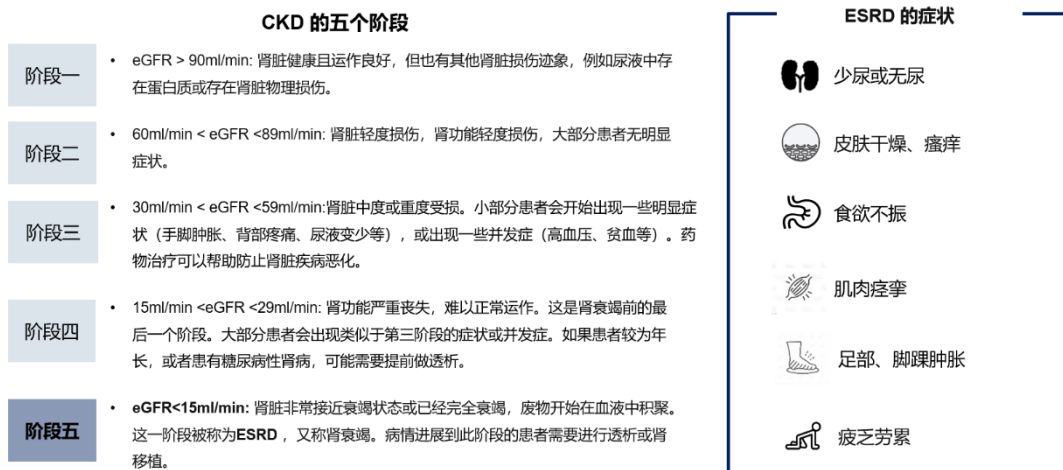 CKD 的五个阶段
阶段一
• eGFR > 90ml/min: 肾脏健康且运作良好，但也有其他肾脏损伤迹象，例如尿液中存
在蛋白质或存在肾脏物理损伤。
阶段二
• 60ml/min < eGFR <89ml/min: 肾脏轻度损伤，肾功能轻度损伤，大部分患者无明显
症状。
阶段三
• 30ml/min < eGFR <59ml/min:肾脏中度或重度受损。小部分患者会开始出现一些明显症
状（手脚肿胀、背部疼痛、尿液变少等），或出现一些并发症（高血压、贫血等）。药
物治疗可以帮助防止肾脏疾病恶化。
阶段四
• 15ml/min <eGFR <29ml/min: 肾功能严重丧失，难以正常运作。这是肾衰竭前的最
后一个阶段。大部分患者会出现类似于第三阶段的症状或并发症。如果患者较为年
长，或者患有糖尿病性肾病，可能需要提前做透析。
阶段五
• eGFR<15ml/min: 肾脏非常接近衰竭状态或已经完全衰竭，废物开始在血液中积聚。
这一阶段被称为ESRD ，又称肾衰竭。病情进展到此阶段的患者需要进行透析或肾
移植。
ESRD 的症状
少尿或无尿
皮肤干燥、瘙痒
食欲不振
肌肉痉挛
足部、脚踝肿胀
疲乏劳累